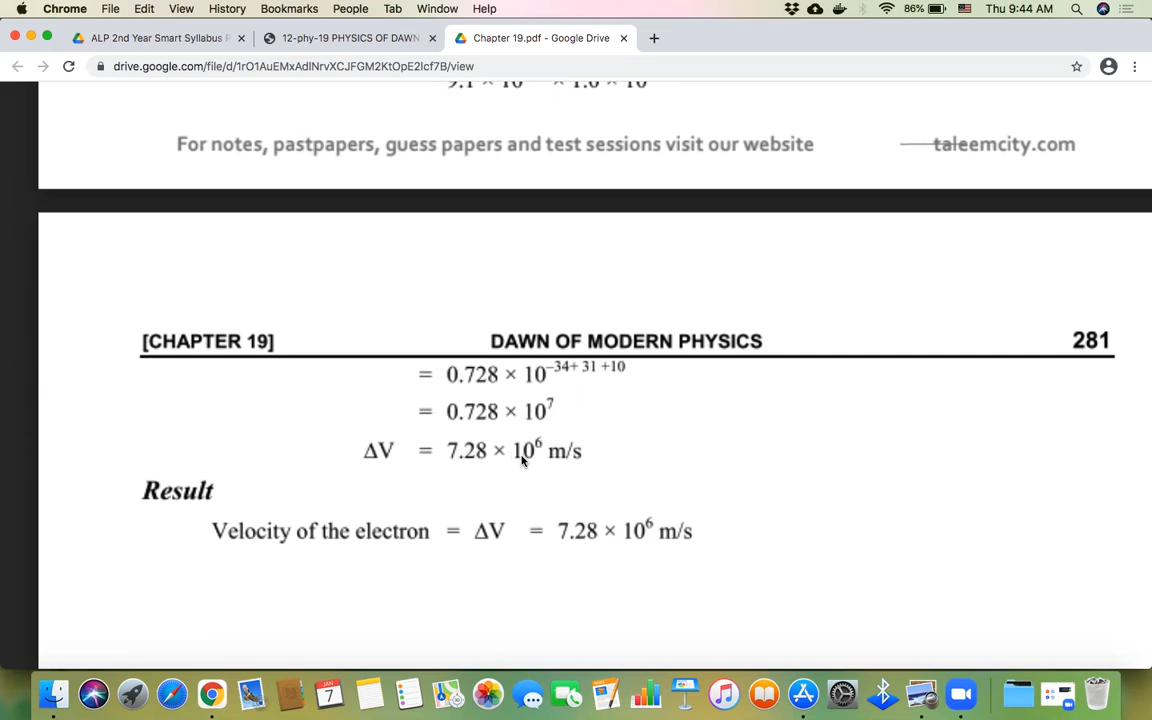 Chrome File Edit View History Bookmarks People Tab Window Help 86% Thu 9:44 AM
ALP 2nd Year Smart Syllabus P
12-phy-19 PHYSICS OF DAWN
Chapter 19.pdf - Google Drive
drive.google.com/file/d/1rO1AuEMxAdlNrvXCJFGM2KtOpE2Icf7B/view
For notes, pastpapers, guess papers and test sessions visit our website taleemcity.com
[CHAPTER 19] DAWN OF MODERN PHYSICS 281
= 0.728 × 10^–34+ 31 +10
= 0.728 × 10^7
ΔV = 7.28 × 10^6 m/s
Result
Velocity of the electron = ΔV = 7.28 × 10^6 m/s
JAN
7